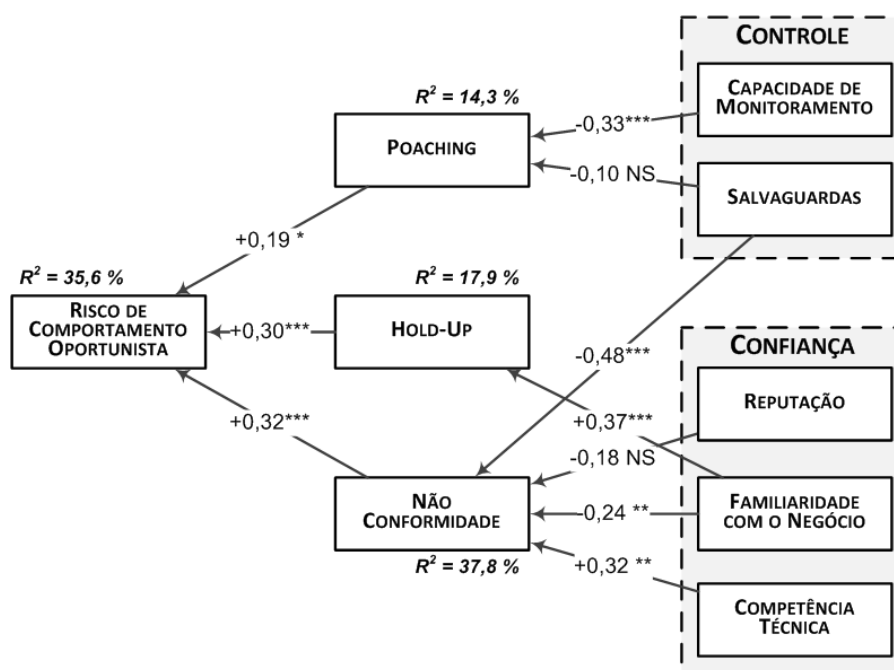 CONTROLE
CAPACIDADE DE
MONITORAMENTO
R² = 14,3 %
-0,33***
POACHING
-0,10 NS
SALVAGUARDAS
+0,19 *
R² = 35,6 %
R² = 17,9 %
RISCO DE
COMPORTAMENTO
OPORTUNISTA
+0,30***
HOLD-UP
-0,48***
CONFIANÇA
REPUTAÇÃO
+0,32***
+0,37***
-0,18 NS
NÃO
CONFORMIDADE
-0,24 **
FAMILIARIDADE
COM O NEGÓCIO
R² = 37,8 %
+0,32 **
COMPETÊNCIA
TÉCNICA